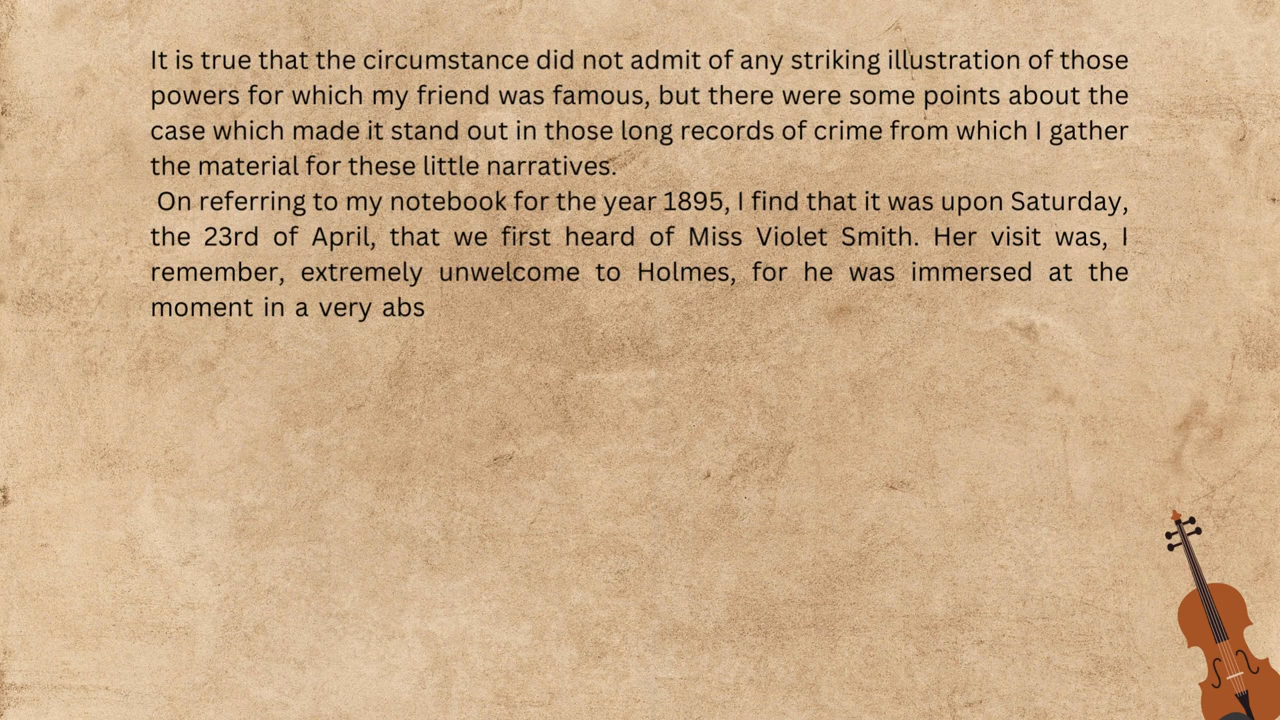 It is true that the circumstance did not admit of any striking illustration of those
powers for which my friend was famous, but there were some points about the
case which made it stand out in those long records of crime from which I gather
the material for these little narratives.
On referring to my notebook for the year 1895, I find that it was upon Saturday,
the 23rd of April, that we first heard of Miss Violet Smith. Her visit was, I
remember, extremely unwelcome to Holmes, for he was immersed at the
moment in a very abs